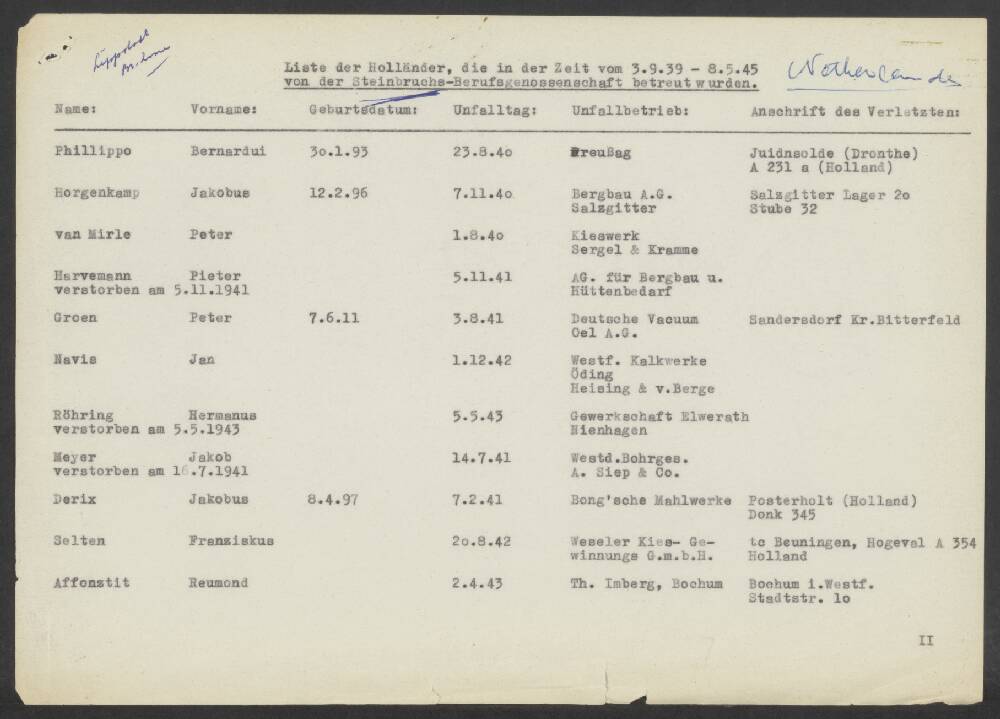 Netherlands
Liste der Holländer, die in der Zeit vom 3.9.39 - 8.5.45
von der Steinbruchs-Berufsgenossenschaft betreut wurden.
Name: Vorname: Geburtsdatum: Unfalltag: Unfallbetrieb: Anschrift des Verletzten:
Phillippo Bernardui 3o.1.93 23.8.4o Preußag Juidnsolde (Dronthe)
A 231 a (Holland)
Horgenkamp Jakobus 12.2.96 7.11.4o Bergbau A.G. Salzgitter Lager 2o
Salzgitter Stube 32
van Mirle Peter 1.8.4o Kieswerk
Sergel & Kramme
Harvemann Pieter 5.11.41 AG. für Bergbau u.
verstorben am 5.11.1941 Hüttenbedarf
Groen Peter 7.6.11 3.8.41 Deutsche Vacuum Sandersdorf Kr.Bitterfeld
Oel A.G.
Navis Jan 1.12.42 Westf. Kalkwerke
Öding
Heising & v.Berge
Röhring Hermanus 5.5.43 Gewerkschaft Elwerath
verstorben am 5.5.1943 Nienhagen
Meyer Jakob 14.7.41 Westd.Bohrges.
verstorben am 16.7.1941 A. Siep & Co.
Derix Jakobus 8.4.97 7.2.41 Bong'sche Mahlwerke Posterholt (Holland)
Donk 345
Selten Franziskus 2o.8.42 Weseler Kies- Ge- tc Beuningen, Hogeval A 354
winnungs G.m.b.H. Holland
Affonztit Reumond 2.4.43 Th. Imberg, Bochum Bochum i.Westf.
Stadtstr. lo
II